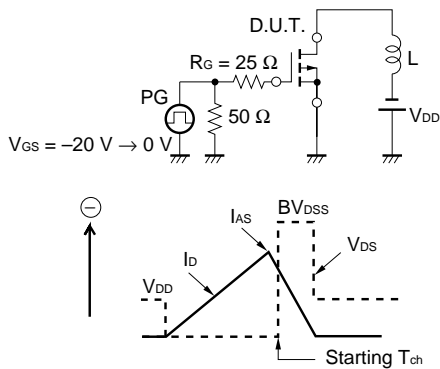 D.U.T.
RG = 25 Ω
L
PG
50 Ω
VDD
VGS = –20 V → 0 V
−
IAS
BVDSS
ID
VDS
VDD
Starting Tch